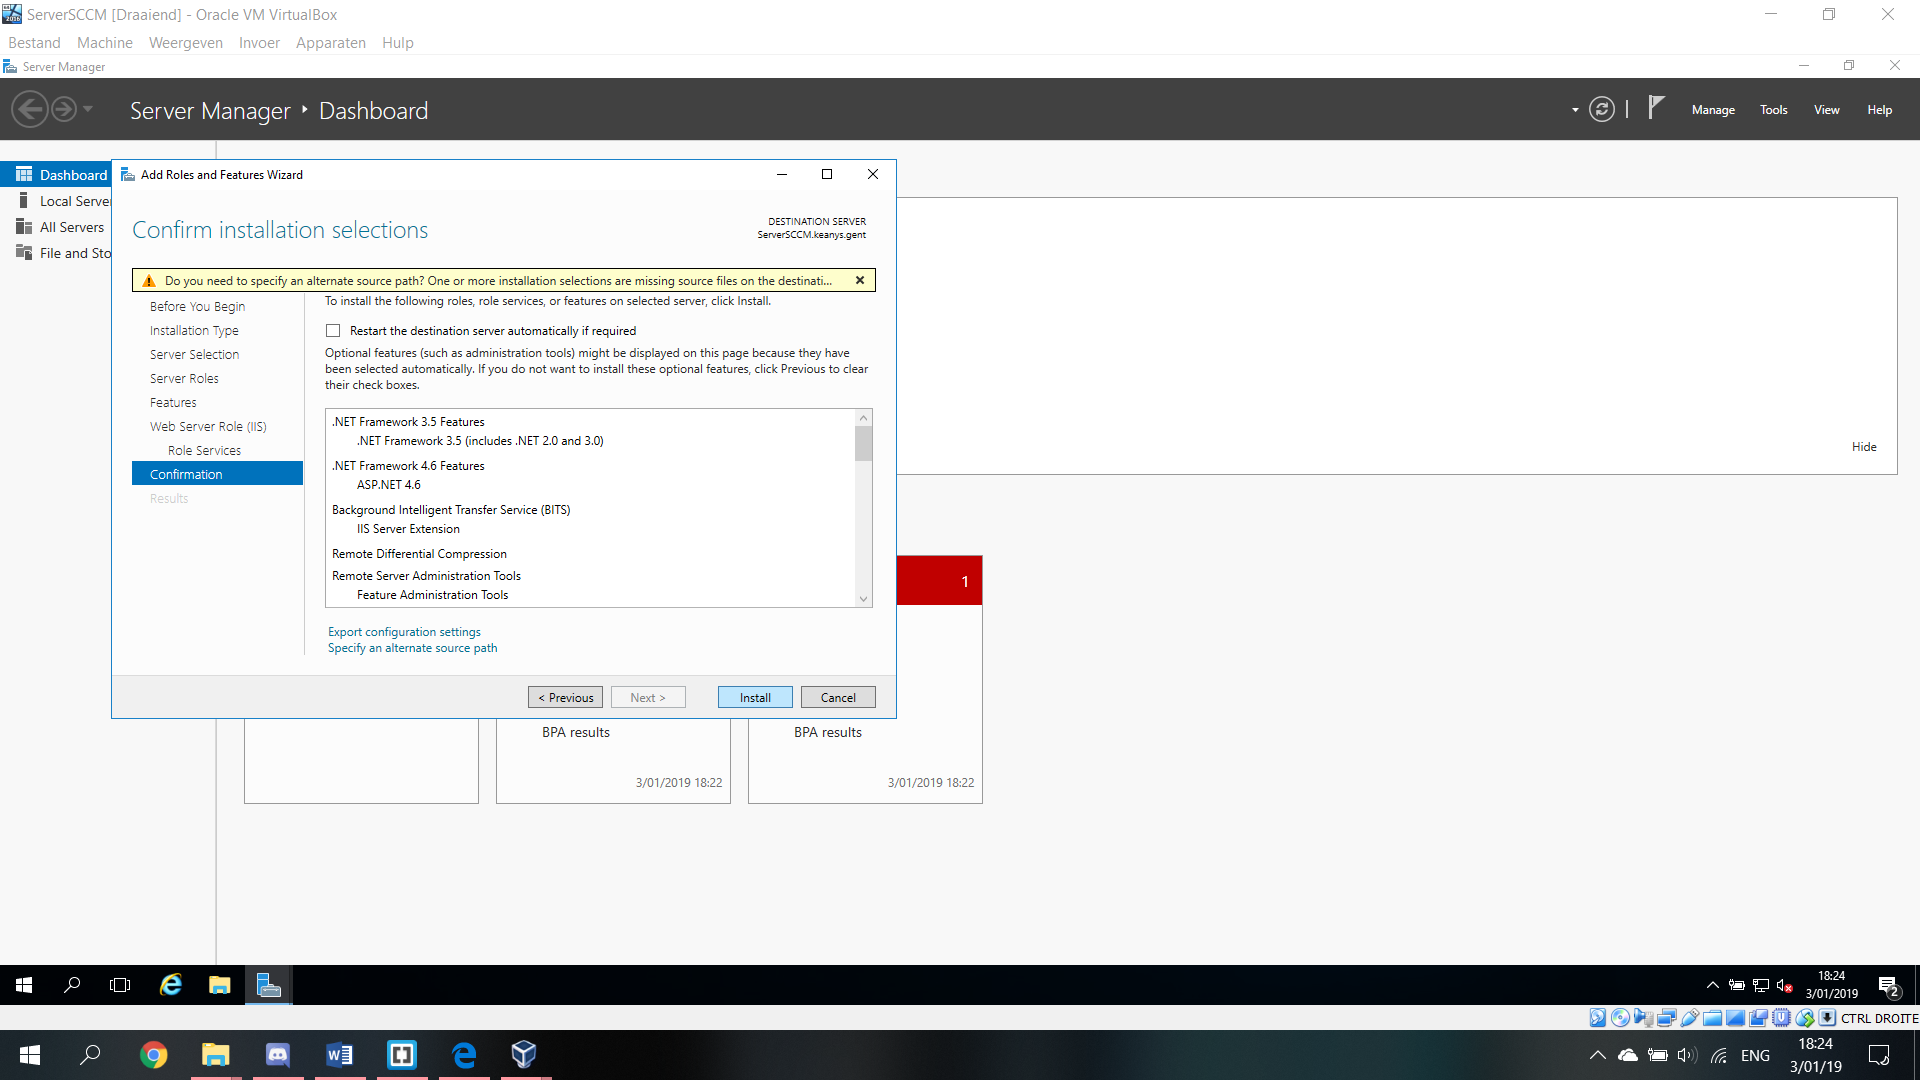 ServerSCCM [Draaiend] - Oracle VM VirtualBox
Bestand Machine Weergeven Invoer Apparaten Hulp
Server Manager
Server Manager Dashboard
Manage Tools View Help
Dashboard
Local Server
All Servers
File and Sto
Add Roles and Features Wizard
Confirm installation selections
DESTINATION SERVER
ServerSCCM.keanys.gent
Do you need to specify an alternate source path? One or more installation selections are missing source files on the destinati...
Before You Begin
Installation Type
Server Selection
Server Roles
Features
Web Server Role (IIS)
Role Services
Confirmation
Results
To install the following roles, role services, or features on selected server, click Install.
Restart the destination server automatically if required
Optional features (such as administration tools) might be displayed on this page because they have
been selected automatically. If you do not want to install these optional features, click Previous to clear
their check boxes.
.NET Framework 3.5 Features
.NET Framework 3.5 (includes .NET 2.0 and 3.0)
.NET Framework 4.6 Features
ASP.NET 4.6
Background Intelligent Transfer Service (BITS)
IIS Server Extension
Remote Differential Compression
Remote Server Administration Tools
Feature Administration Tools
Export configuration settings
Specify an alternate source path
< Previous
Next >
Install
Cancel
Hide
1
BPA results
3/01/2019 18:22
BPA results
3/01/2019 18:22
18:24
3/01/2019
2
CTRL DROITE
ENG
18:24
3/01/19